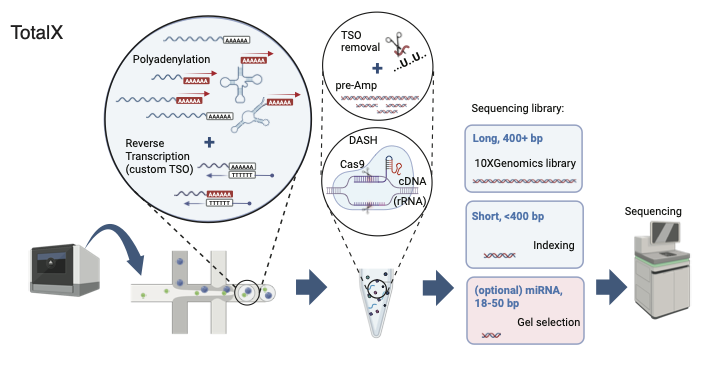 TotalX
AAAAAA
Polyadenylation
AAAAAA
AAAAAA
AAAAAA
AAAAAA
AAAAAA
+
Reverse
Transcription
(custom TSO)
AAAAAA
TTTTTT
AAAAAA
TTTTTT
TSO
removal
+
...U..U..
pre-Amp
DASH
Cas9
cDNA
(rRNA)
Sequencing library:
Long, 400+ bp
10XGenomics library
Short, <400 bp
Indexing
(optional) miRNA,
18-50 bp
Gel selection
Sequencing